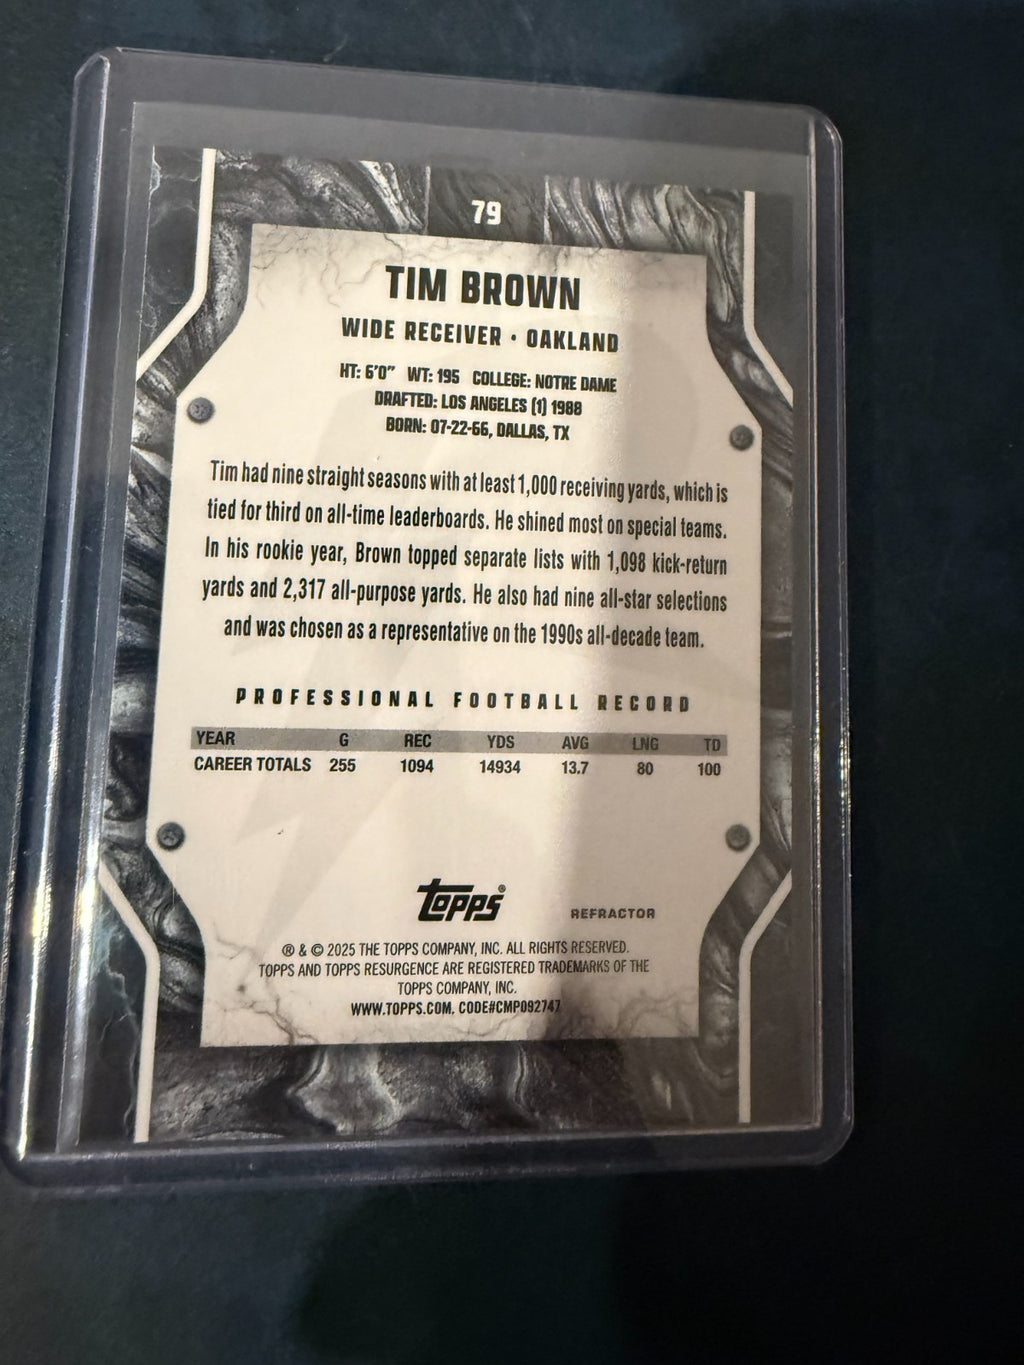 79
TIM BROWN
WIDE RECEIVER • OAKLAND
HT: 6'0" WT: 195 COLLEGE: NOTRE DAME
DRAFTED: LOS ANGELES (1) 1988
BORN: 07-22-66, DALLAS, TX
Tim had nine straight seasons with at least 1,000 receiving yards, which is
tied for third on all-time leaderboards. He shined most on special teams.
In his rookie year, Brown topped separate lists with 1,098 kick-return
yards and 2,317 all-purpose yards. He also had nine all-star selections
and was chosen as a representative on the 1990s all-decade team.
PROFESSIONAL FOOTBALL RECORD
YEAR G REC YDS AVG LNG TD
CAREER TOTALS 255 1094 14934 13.7 80 100
Topps®
REFRACTOR
® & © 2025 THE TOPPS COMPANY, INC. ALL RIGHTS RESERVED.
TOPPS AND TOPPS RESURGENCE ARE REGISTERED TRADEMARKS OF THE
TOPPS COMPANY, INC.
WWW.TOPPS.COM. CODE#CMP092747